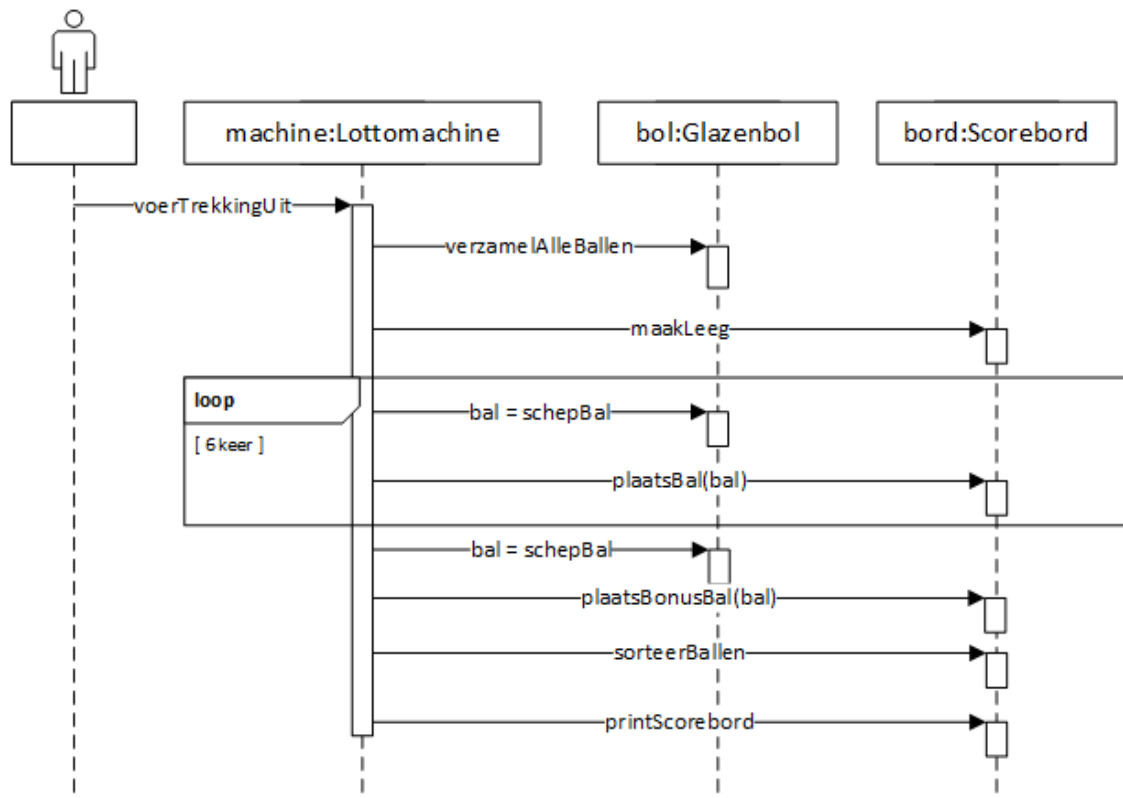 machine:Lottomachine
bol:Glazenbol
bord:Scorebord
voerTrekkingUit
verzamelAlleBallen
maakLeeg
loop
bal = schepBal
[ 6 keer ]
plaatsBal(bal)
bal = schepBal
plaatsBonusBal(bal)
sorteerBallen
printScorebord